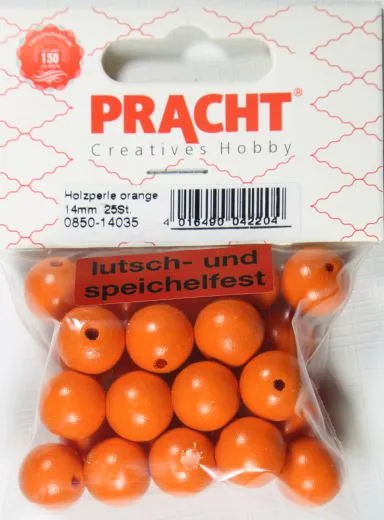 150
PRACHT®
Creatives Hobby
Holzperle orange
14mm 25St.
0850-14035
4 016490 042204
lutsch- und
speichelfest